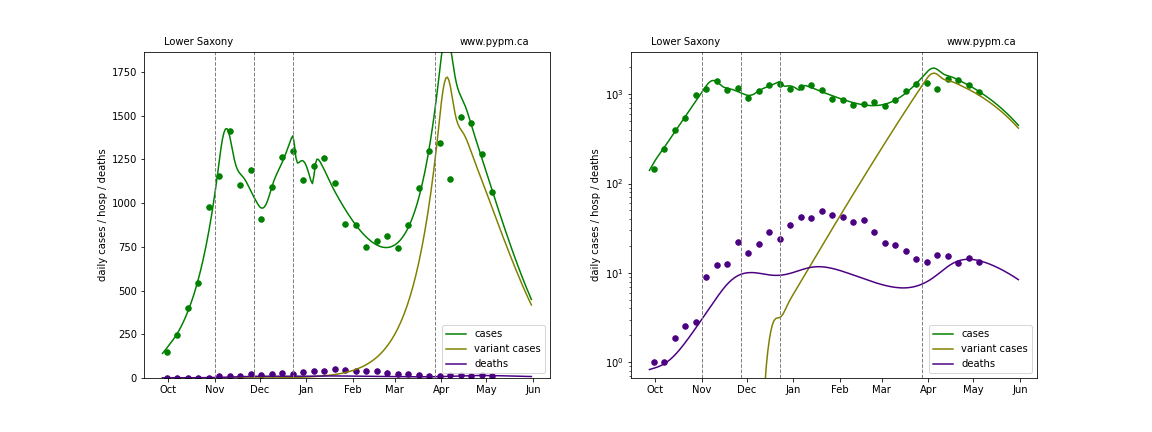 Lower Saxony www.pypm.ca
daily cases / hosp / deaths
1750
1500
1250
1000
750
500
250
0
Oct Nov Dec Jan Feb Mar Apr May Jun
cases
variant cases
deaths
Lower Saxony www.pypm.ca
daily cases / hosp / deaths
10³
10²
10¹
10⁰
Oct Nov Dec Jan Feb Mar Apr May Jun
cases
variant cases
deaths